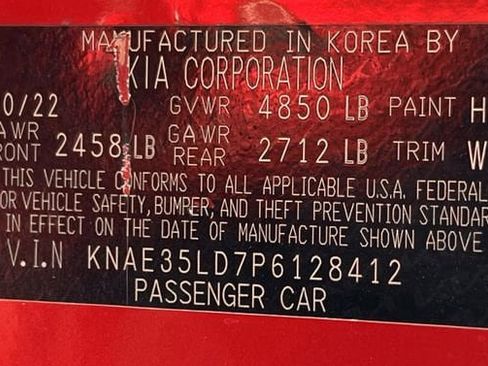 MANUFACTURED IN KOREA BY
KIA CORPORATION
0/22 GVWR 4850 LB PAINT H
AWR FRONT 2458 LB GAWR REAR 2712 LB TRIM W
THIS VEHICLE CONFORMS TO ALL APPLICABLE U.S.A. FEDERAL
OR VEHICLE SAFETY, BUMPER, AND THEFT PREVENTION STANDAR
IN EFFECT ON THE DATE OF MANUFACTURE SHOWN ABOVE
V.I.N KNAE35LD7P6128412
PASSENGER CAR